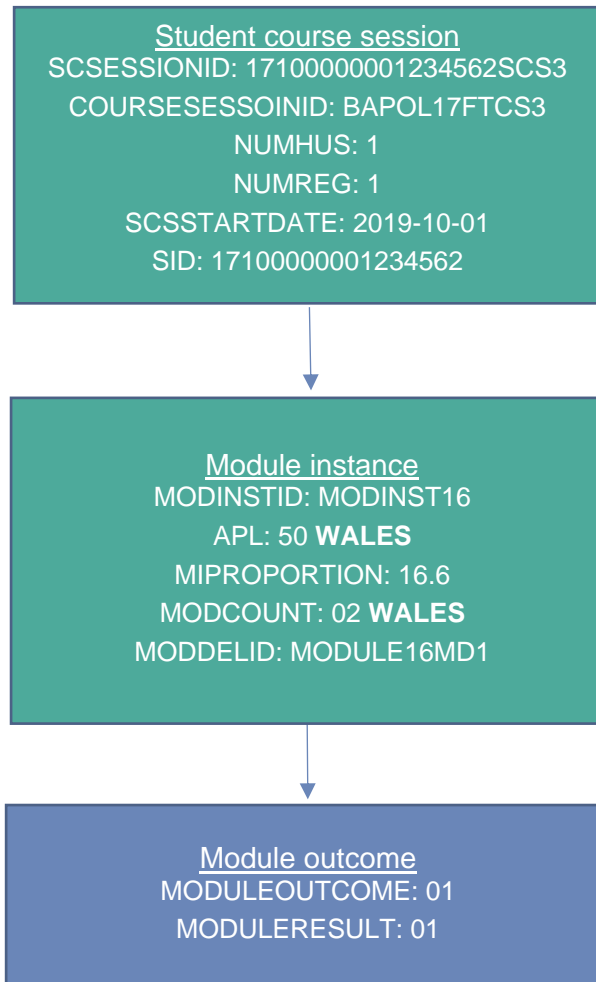 Student course session
SCSESSIONID: 17100000001234562SCS3
COURSESESSOINID: BAPOL17FTCS3
NUMHUS: 1
NUMREG: 1
SCSSTARTDATE: 2019-10-01
SID: 17100000001234562
Module instance
MODINSTID: MODINST16
APL: 50 WALES
MIPROPORTION: 16.6
MODCOUNT: 02 WALES
MODDELID: MODULE16MD1
Module outcome
MODULEOUTCOME: 01
MODULERESULT: 01